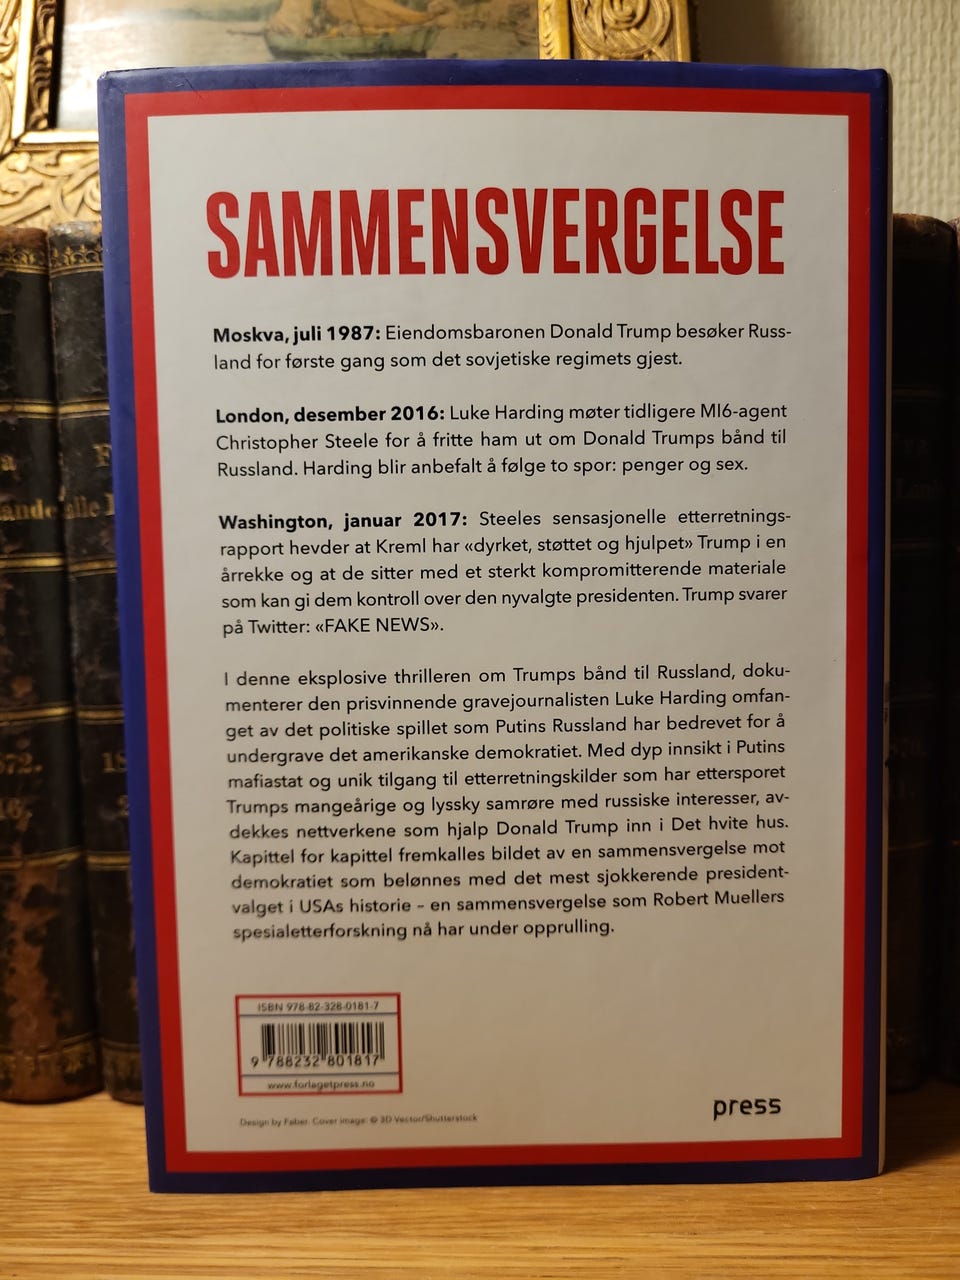 SAMMENSVERGELSE
Moskva, juli 1987: Eiendomsbaronen Donald Trump besøker Russ-
land for første gang som det sovjetiske regimets gjest.
London, desember 2016: Luke Harding møter tidligere MI6-agent
Christopher Steele for å fritte ham ut om Donald Trumps bånd til
Russland. Harding blir anbefalt å følge to spor: penger og sex.
Washington, januar 2017: Steeles sensasjonelle etterretnings-
rapport hevder at Kreml har «dyrket, støttet og hjulpet» Trump i en
årrekke og at de sitter med et sterkt kompromitterende materiale
som kan gi dem kontroll over den nyvalgte presidenten. Trump svarer
på Twitter: «FAKE NEWS».
I denne eksplosive thrilleren om Trumps bånd til Russland, doku-
menterer den prisvinnende gravejournalisten Luke Harding omfan-
get av det politiske spillet som Putins Russland har bedrevet for å
undergrave det amerikanske demokratiet. Med dyp innsikt i Putins
mafiastat og unik tilgang til etterretningskilder som har ettersporet
Trumps mangeårige og lyssky samrøre med russiske interesser, av-
dekkes nettverkene som hjalp Donald Trump inn i Det hvite hus.
Kapittel for kapittel fremkalles bildet av en sammensvergelse mot
demokratiet som belønnes med det mest sjokkerende president-
valget i USAs historie – en sammensvergelse som Robert Muellers
spesialetterforskning nå har under opprulling.
ISBN 978-82-328-0181-7
9 788232 801817
www.forlagetpress.no
Design by Faber. Cover image: © 3D Vector/Shutterstock
press